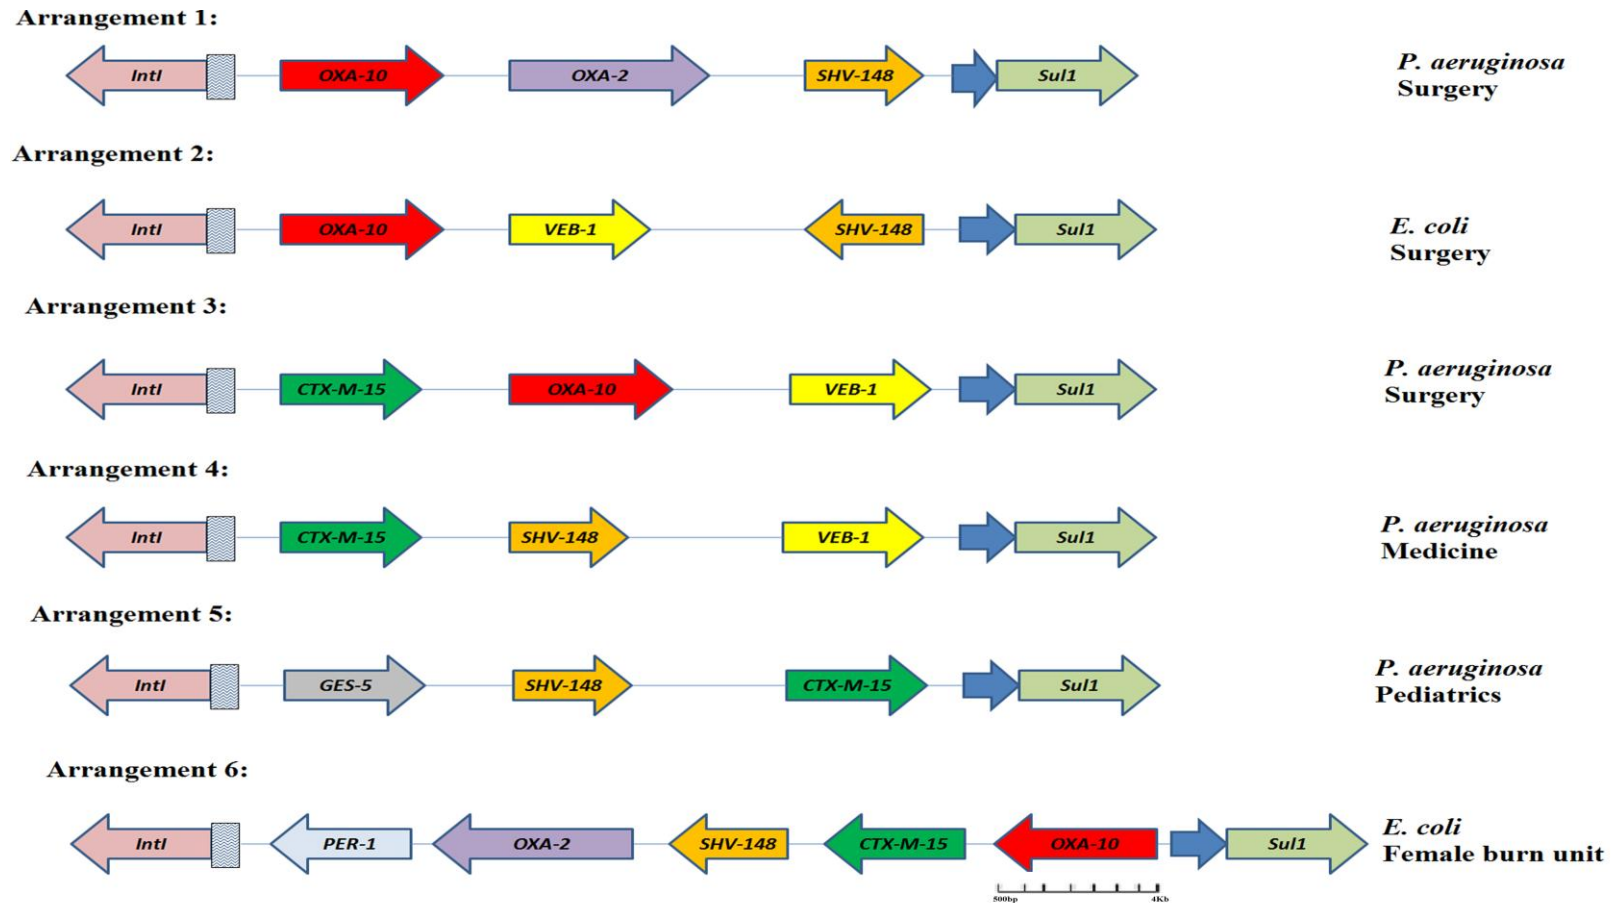 Arrangement 1:
IntI OXA-10 OXA-2 SHV-148 Sul1
P. aeruginosa
Surgery
Arrangement 2:
IntI OXA-10 VEB-1 SHV-148 Sul1
E. coli
Surgery
Arrangement 3:
IntI CTX-M-15 OXA-10 VEB-1 Sul1
P. aeruginosa
Surgery
Arrangement 4:
IntI CTX-M-15 SHV-148 VEB-1 Sul1
P. aeruginosa
Medicine
Arrangement 5:
IntI GES-5 SHV-148 CTX-M-15 Sul1
P. aeruginosa
Pediatrics
Arrangement 6:
IntI PER-1 OXA-2 SHV-148 CTX-M-15 OXA-10 Sul1
E. coli
Female burn unit
500bp 4Kb